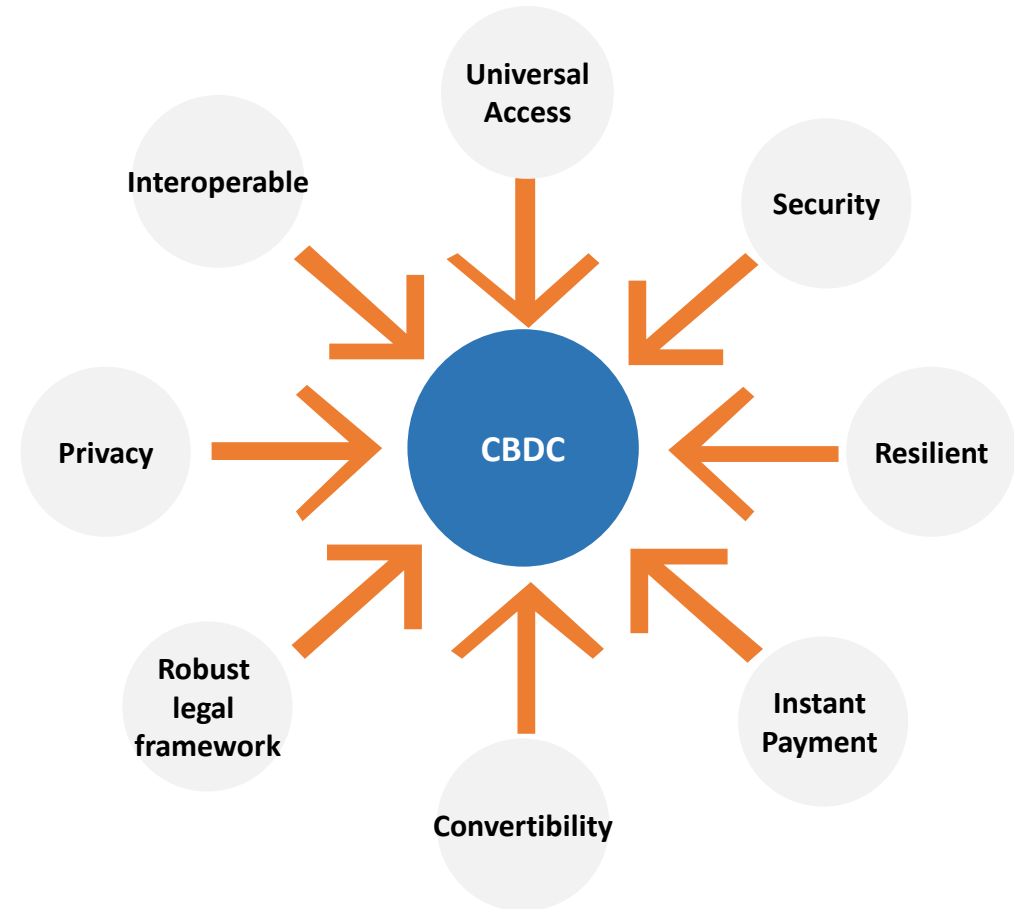 Universal
Access
Interoperable
Security
Privacy
CBDC
Resilient
Robust
legal
framework
Instant
Payment
Convertibility